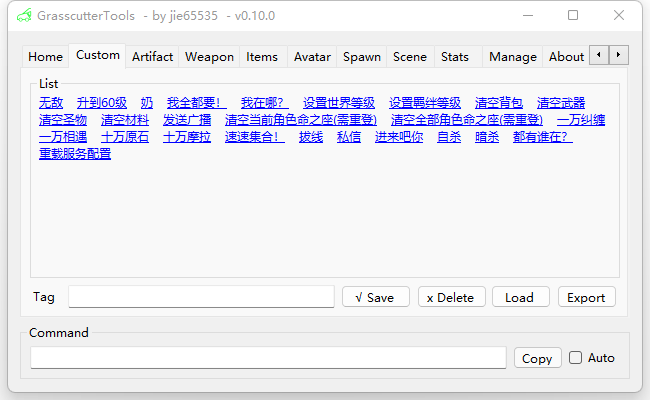 GrasscutterTools - by jie65535 - v0.10.0
Home Custom Artifact Weapon Items Avatar Spawn Scene Stats Manage About
List
无敌 升到60级 奶 我全都要！ 我在哪？ 设置世界等级 设置羁绊等级 清空背包 清空武器
清空圣物 清空材料 发送广播 清空当前角色命之座(需重登) 清空全部角色命之座(需重登) 一万纠缠
一万相遇 十万原石 十万摩拉 速速集合！ 拔线 私信 进来吧你 自杀 暗杀 都有谁在？
重载服务配置
Tag √ Save x Delete Load Export
Command
Copy Auto